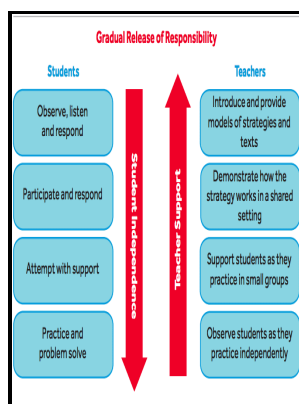 Gradual Release of Responsibility
Students
Teachers
Observe, listen
and respond
Introduce and provide
models of strategies and
texts
Participate and respond
Demonstrate how the
strategy works in a shared
setting
Attempt with support
Support students as they
practice in small groups
Practice and
problem solve
Observe students as they
practice independently
Student Independence
Teacher Support